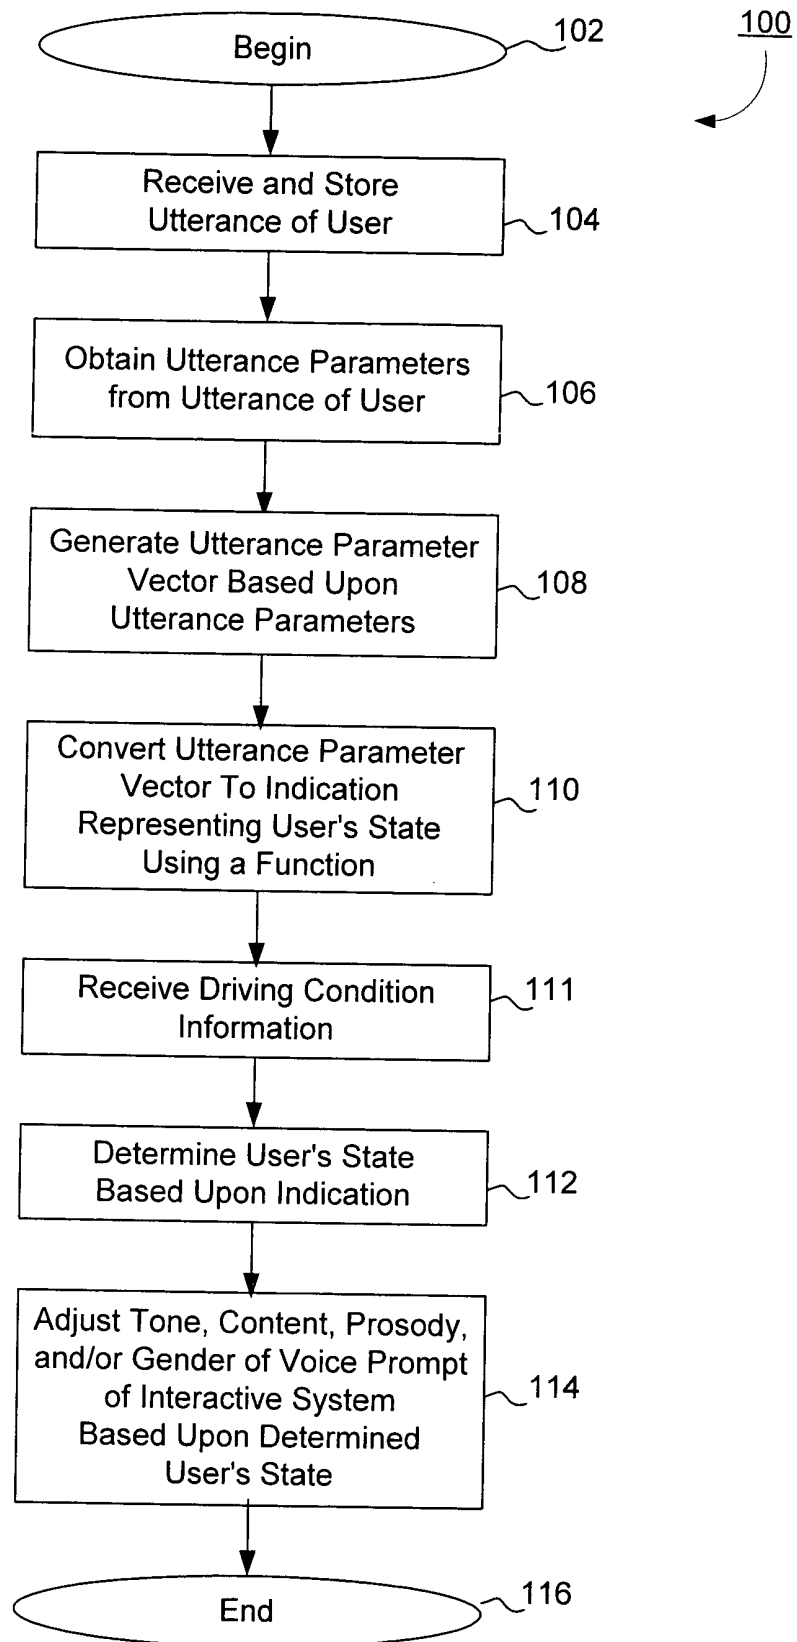 100
Begin
102
Receive and Store
Utterance of User
104
Obtain Utterance Parameters
from Utterance of User
106
Generate Utterance Parameter
Vector Based Upon
Utterance Parameters
108
Convert Utterance Parameter
Vector To Indication
Representing User's State
Using a Function
110
Receive Driving Condition
Information
111
Determine User's State
Based Upon Indication
112
Adjust Tone, Content, Prosody,
and/or Gender of Voice Prompt
of Interactive System
Based Upon Determined
User's State
114
End
116